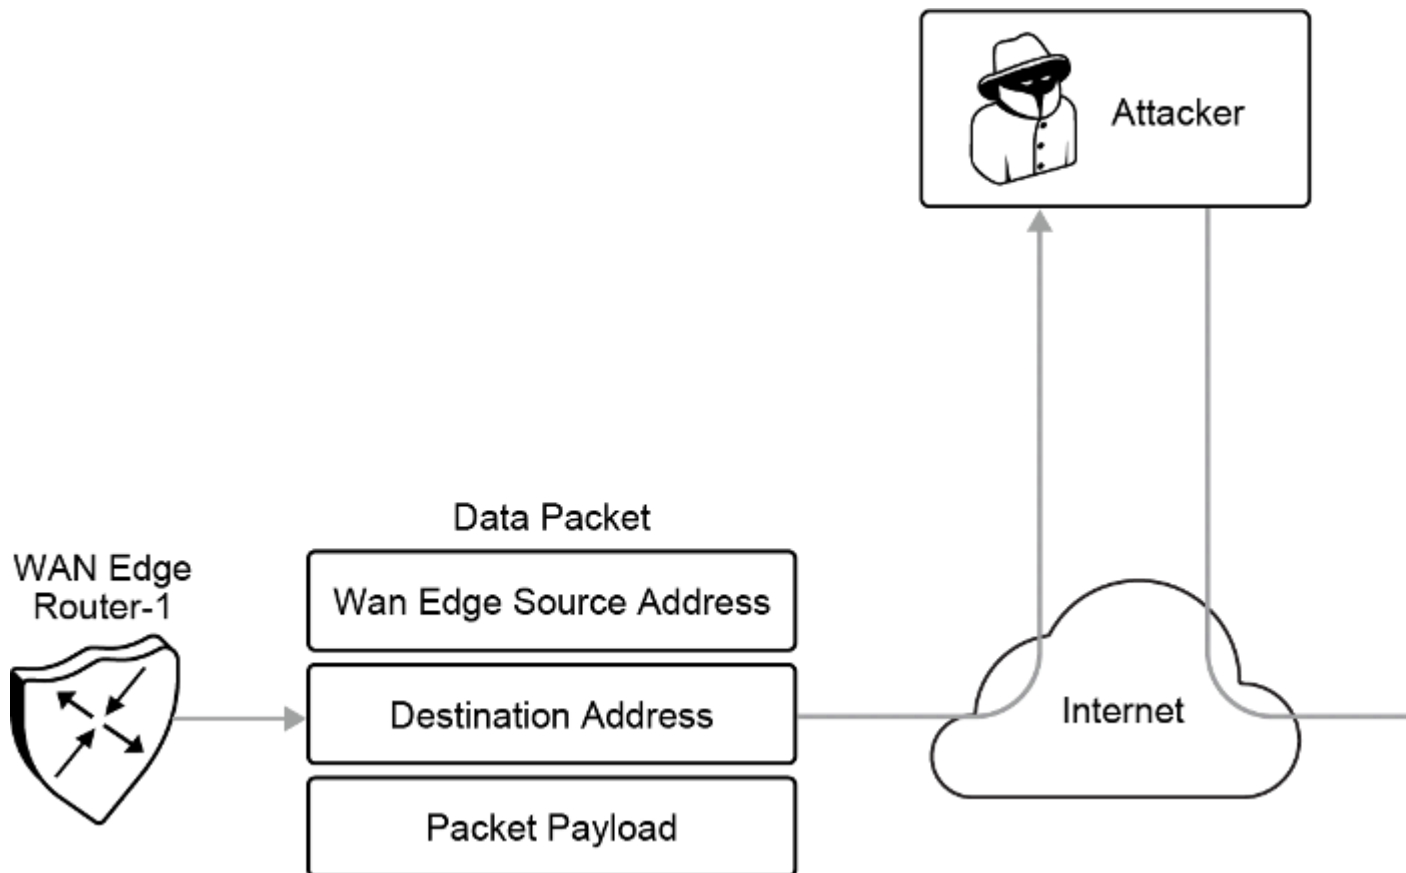 Attacker
Data Packet
WAN Edge
Router-1
Wan Edge Source Address
Destination Address
Internet
Packet Payload